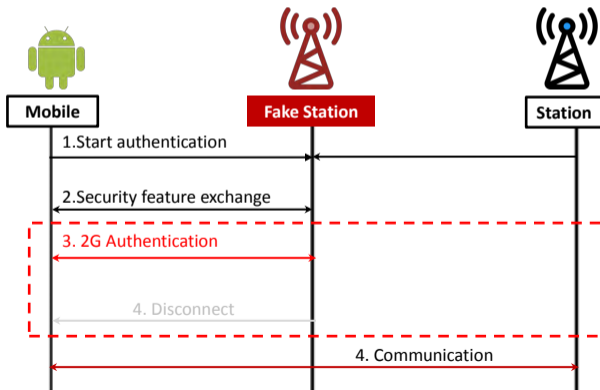 Mobile
Fake Station
Station
1.Start authentication
2.Security feature exchange
3. 2G Authentication
4. Disconnect
4. Communication